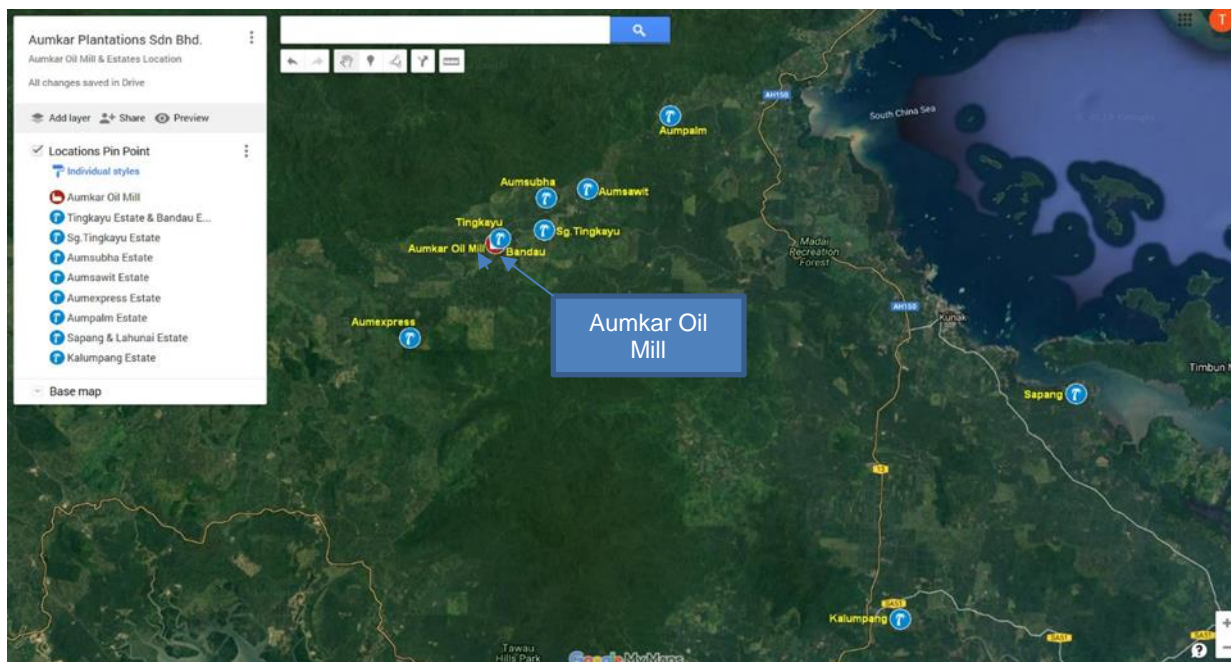 Aumkar Plantations Sdn Bhd.
Aumkar Oil Mill & Estates Location
All changes saved in Drive
Add layer Share Preview
Locations Pin Point
Individual styles
Aumkar Oil Mill
Tingkayu Estate & Bandau E...
Sg.Tingkayu Estate
Aumsubha Estate
Aumsawit Estate
Aumexpress Estate
Aumpalm Estate
Sapang & Lahunai Estate
Kalumpang Estate
Base map
T
AH150
South China Sea
Aumpalm
Aumsubha
Aumsawit
Tingkayu
Sg.Tingkayu
Aumkar Oil Mill
Bandau
Madai
Recreation
Forest
AH150
Kunak
Aumkar Oil
Mill
Aumexpress
Timbun
Sapang
13
SA51
Kalumpang
SA51
SA51
Tawau
Hills Park
Google My Maps
+
?